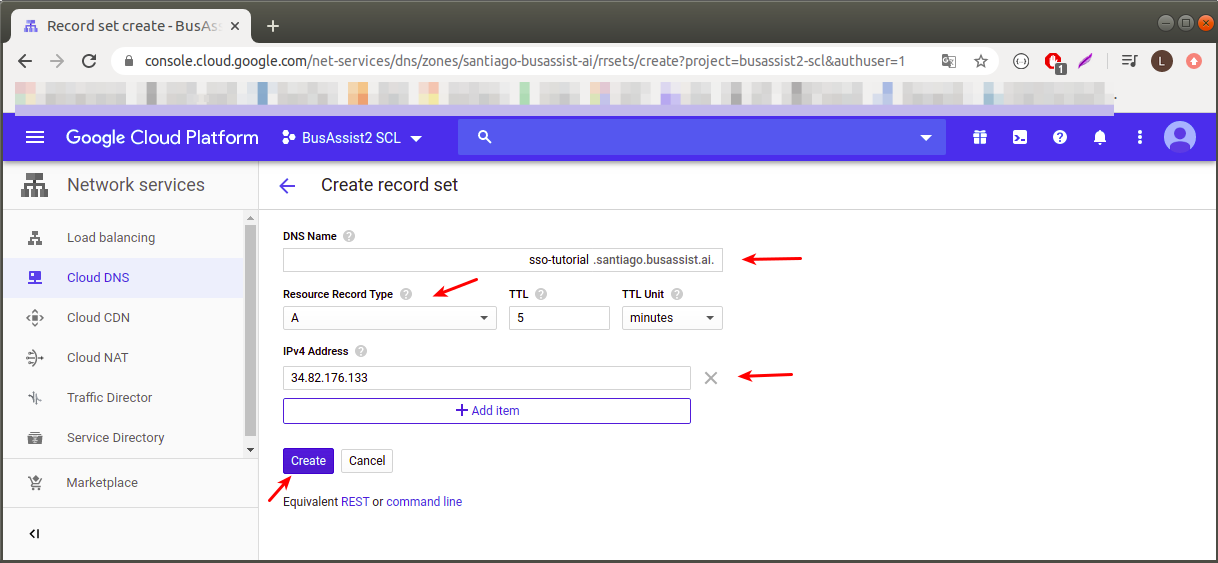 Record set create - BusAss
console.cloud.google.com/net-services/dns/zones/santiago-busassist-ai/rrsets/create?project=busassist2-scl&authuser=1
1
L
Google Cloud Platform
BusAssist2 SCL
Network services
Create record set
Load balancing
Cloud DNS
Cloud CDN
Cloud NAT
Traffic Director
Service Directory
Marketplace
DNS Name
sso-tutorial .santiago.busassist.ai.
Resource Record Type TTL TTL Unit
A 5 minutes
IPv4 Address
34.82.176.133
Add item
Create Cancel
Equivalent REST or command line